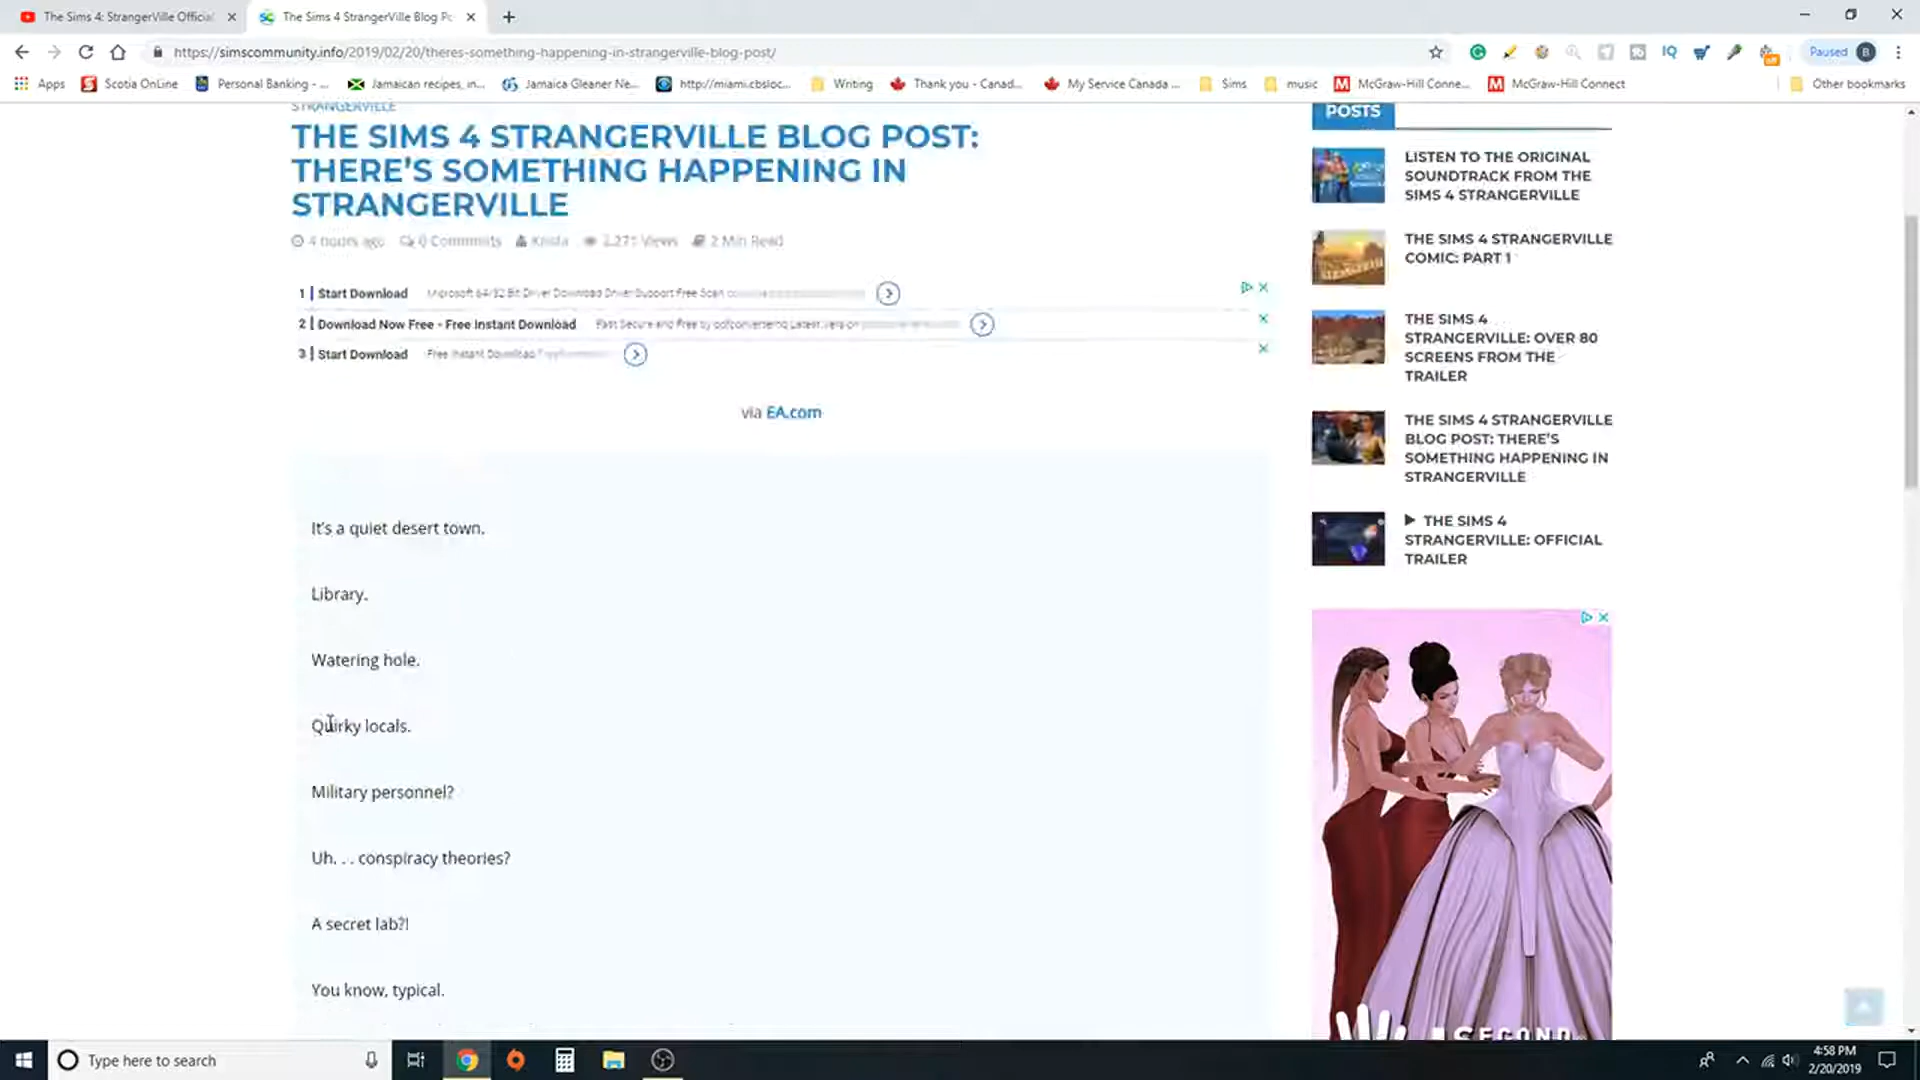 The Sims 4: StrangerVille Official
The Sims 4 StrangerVille Blog Po
https://simscommunity.info/2019/02/20/theres-something-happening-in-strangerville-blog-post/
Paused B
Apps
Scotia OnLine
Personal Banking - ...
Jamaican recipes, in...
Jamaica Gleaner Ne...
http://miami.cbsloc...
Writing
Thank you - Canad...
My Service Canada ...
Sims
music
McGraw-Hill Conne...
McGraw-Hill Connect
Other bookmarks
STRANGERVILLE
THE SIMS 4 STRANGERVILLE BLOG POST:
THERE'S SOMETHING HAPPENING IN
STRANGERVILLE
4 hours ago 0 Comments Krista 2,271 Views 2 Min Read
1 | Start Download Microsoft 64/32 Bit Driver Download Driver Support Free Scan
2 | Download Now Free - Free Instant Download Fast Secure and Free by
3 | Start Download Free Instant Download
via EA.com
It's a quiet desert town.
Library.
Watering hole.
Quirky locals.
Military personnel?
Uh. . . conspiracy theories?
A secret lab?!
You know, typical.
POSTS
LISTEN TO THE ORIGINAL
SOUNDTRACK FROM THE
SIMS 4 STRANGERVILLE
THE SIMS 4 STRANGERVILLE
COMIC: PART 1
THE SIMS 4
STRANGERVILLE: OVER 80
SCREENS FROM THE
TRAILER
THE SIMS 4 STRANGERVILLE
BLOG POST: THERE'S
SOMETHING HAPPENING IN
STRANGERVILLE
THE SIMS 4
STRANGERVILLE: OFFICIAL
TRAILER
SECOND
Type here to search
4:58 PM
2/20/2019